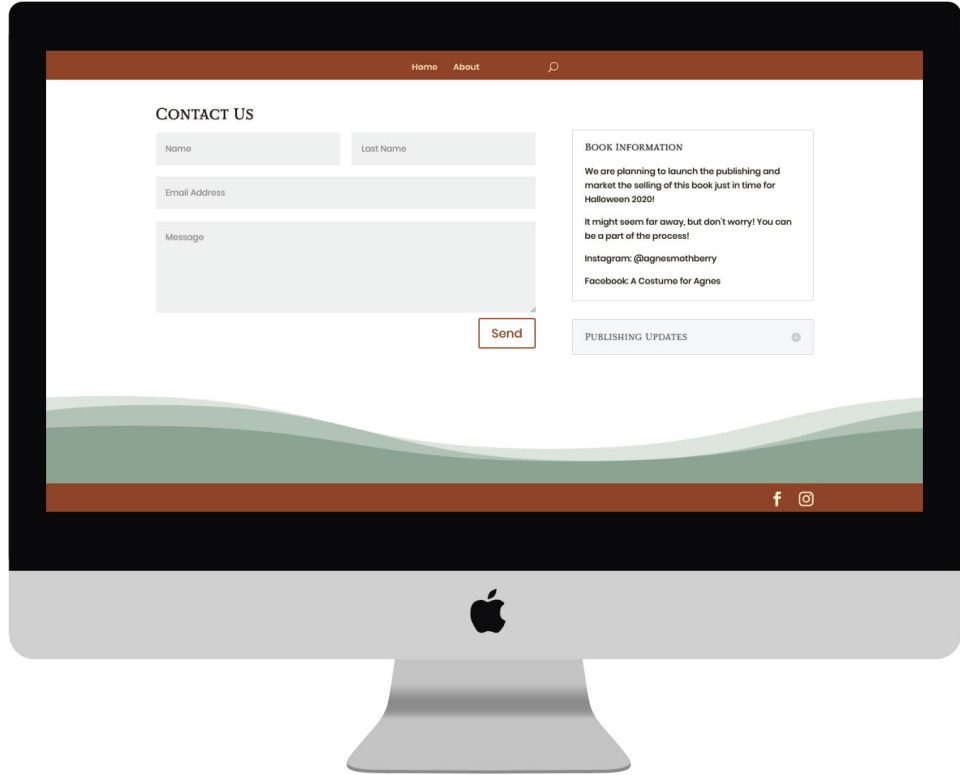 Home About
CONTACT US
Name Last Name
Email Address
Message
Send
BOOK INFORMATION
We are planning to launch the publishing and
market the selling of this book just in time for
Halloween 2020!
It might seem far away, but don't worry! You can
be a part of the process!
Instagram: @agnesmothberry
Facebook: A Costume for Agnes
PUBLISHING UPDATES